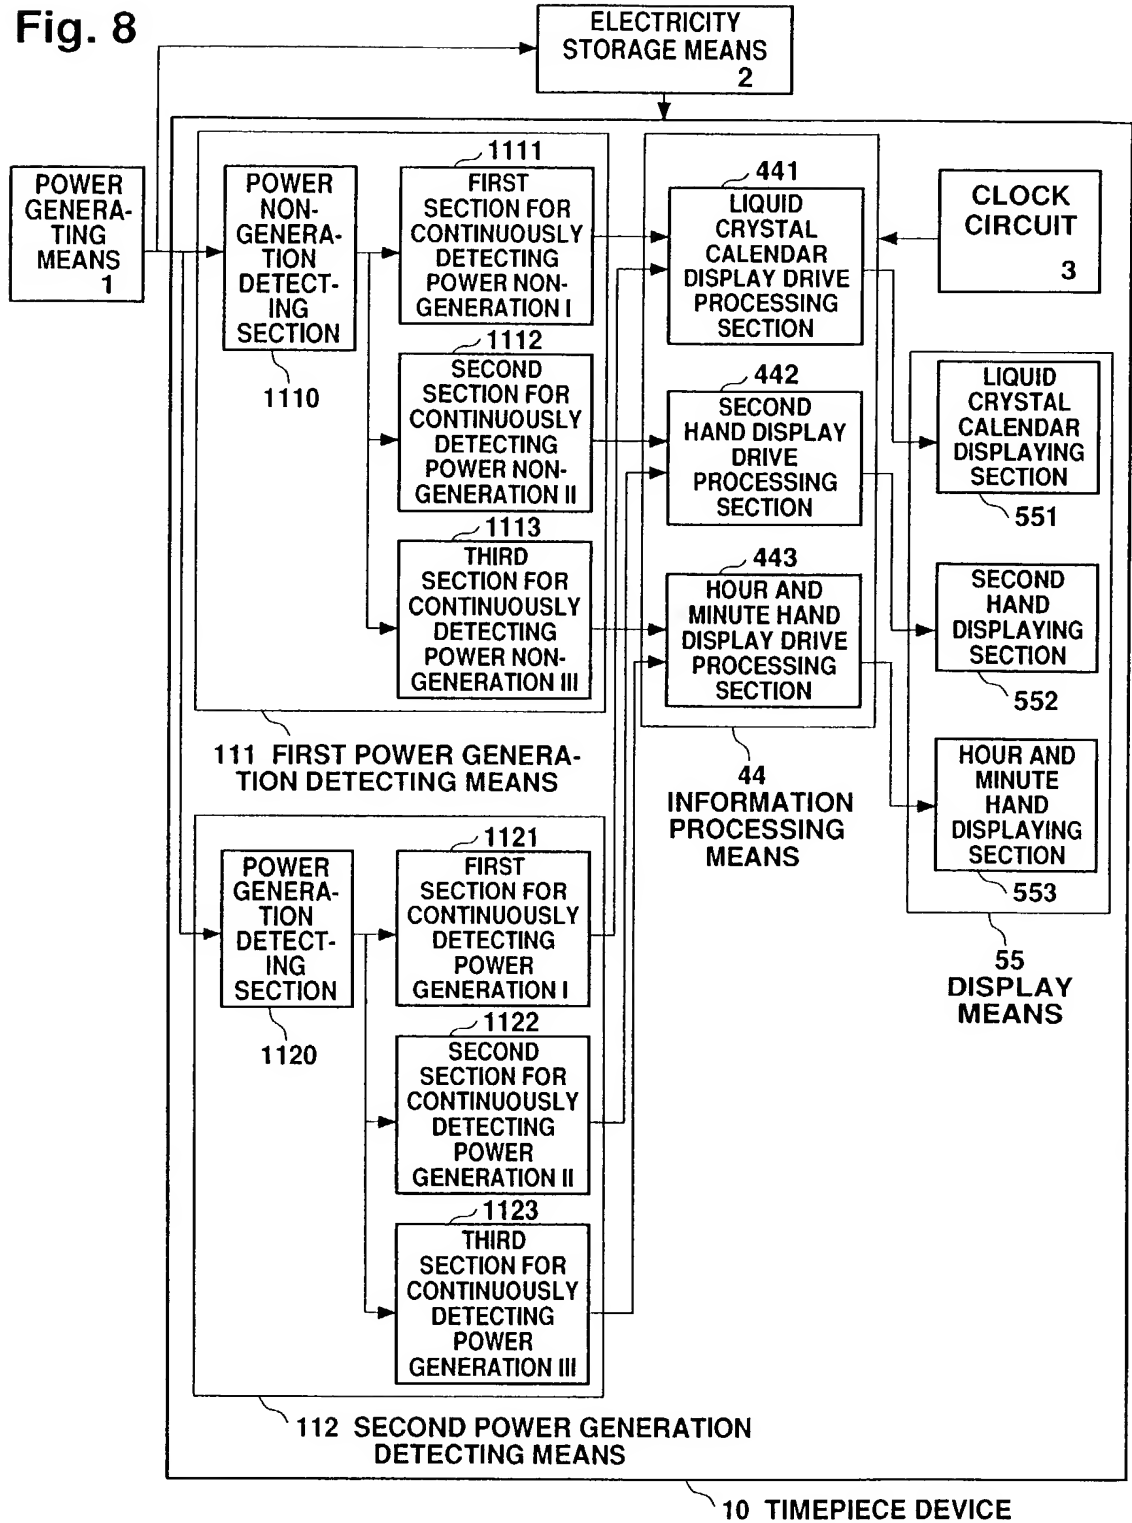 Fig. 8
ELECTRICITY
STORAGE MEANS
2
POWER
GENERA-
TING
MEANS
1
POWER
NON-
GENERA-
TION
DETECT-
ING
SECTION
1110
1111
FIRST
SECTION FOR
CONTINUOUSLY
DETECTING
POWER NON-
GENERATION I
1112
SECOND
SECTION FOR
CONTINUOUSLY
DETECTING
POWER NON-
GENERATION II
1113
THIRD
SECTION FOR
CONTINUOUSLY
DETECTING
POWER NON-
GENERATION III
111 FIRST POWER GENERA-
TION DETECTING MEANS
441
LIQUID
CRYSTAL
CALENDAR
DISPLAY DRIVE
PROCESSING
SECTION
442
SECOND
HAND DISPLAY
DRIVE
PROCESSING
SECTION
443
HOUR AND
MINUTE HAND
DISPLAY DRIVE
PROCESSING
SECTION
44
INFORMATION
PROCESSING
MEANS
CLOCK
CIRCUIT
3
LIQUID
CRYSTAL
CALENDAR
DISPLAYING
SECTION
551
SECOND
HAND
DISPLAYING
SECTION
552
HOUR AND
MINUTE
HAND
DISPLAYING
SECTION
553
55
DISPLAY
MEANS
POWER
GENERA-
TION
DETECT-
ING
SECTION
1120
1121
FIRST
SECTION FOR
CONTINUOUSLY
DETECTING
POWER
GENERATION I
1122
SECOND
SECTION FOR
CONTINUOUSLY
DETECTING
POWER
GENERATION II
1123
THIRD
SECTION FOR
CONTINUOUSLY
DETECTING
POWER
GENERATION III
112 SECOND POWER GENERATION
DETECTING MEANS
10 TIMEPIECE DEVICE